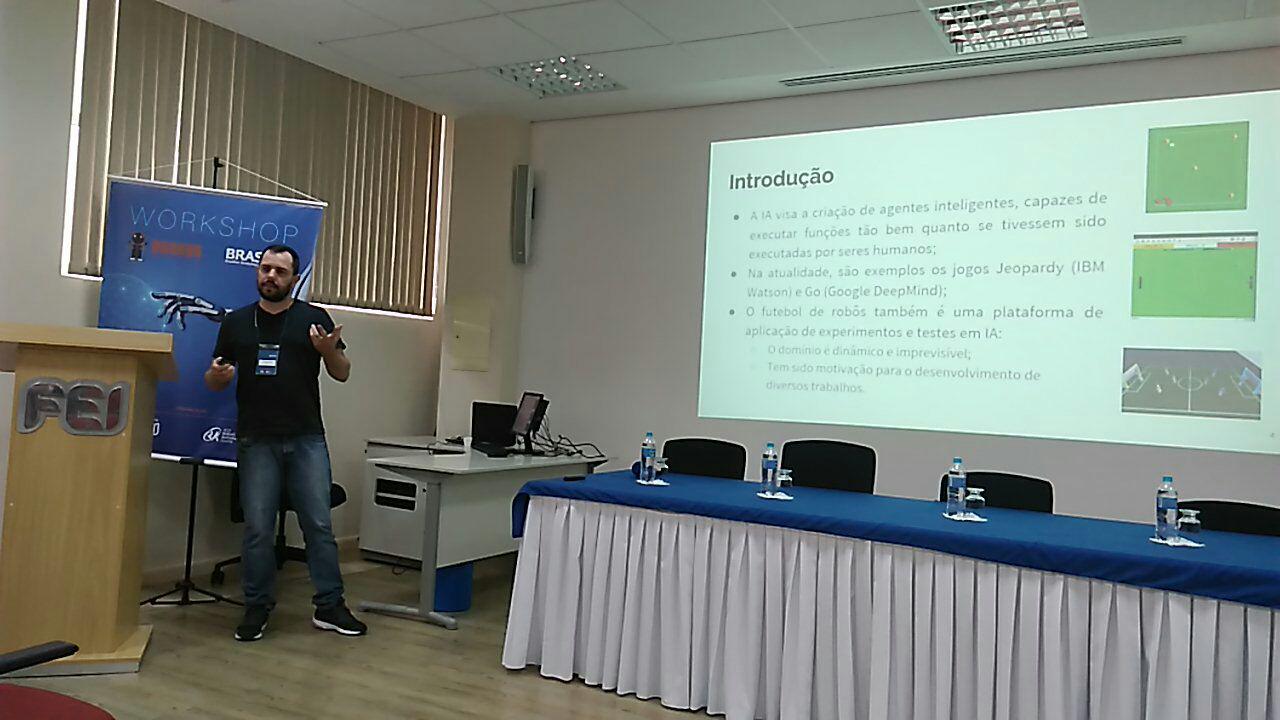 WORKSHOP
BRAS
FEI
Introdução
● A IA visa a criação de agentes inteligentes, capazes de
executar funções tão bem quanto se tivessem sido
executadas por seres humanos;
● Na atualidade, são exemplos os jogos Jeopardy (IBM
Watson) e Go (Google DeepMind);
● O futebol de robôs também é uma plataforma de
aplicação de experimentos e testes em IA:
○ O domínio é dinâmico e imprevisível;
○ Tem sido motivação para o desenvolvimento de
diversos trabalhos.